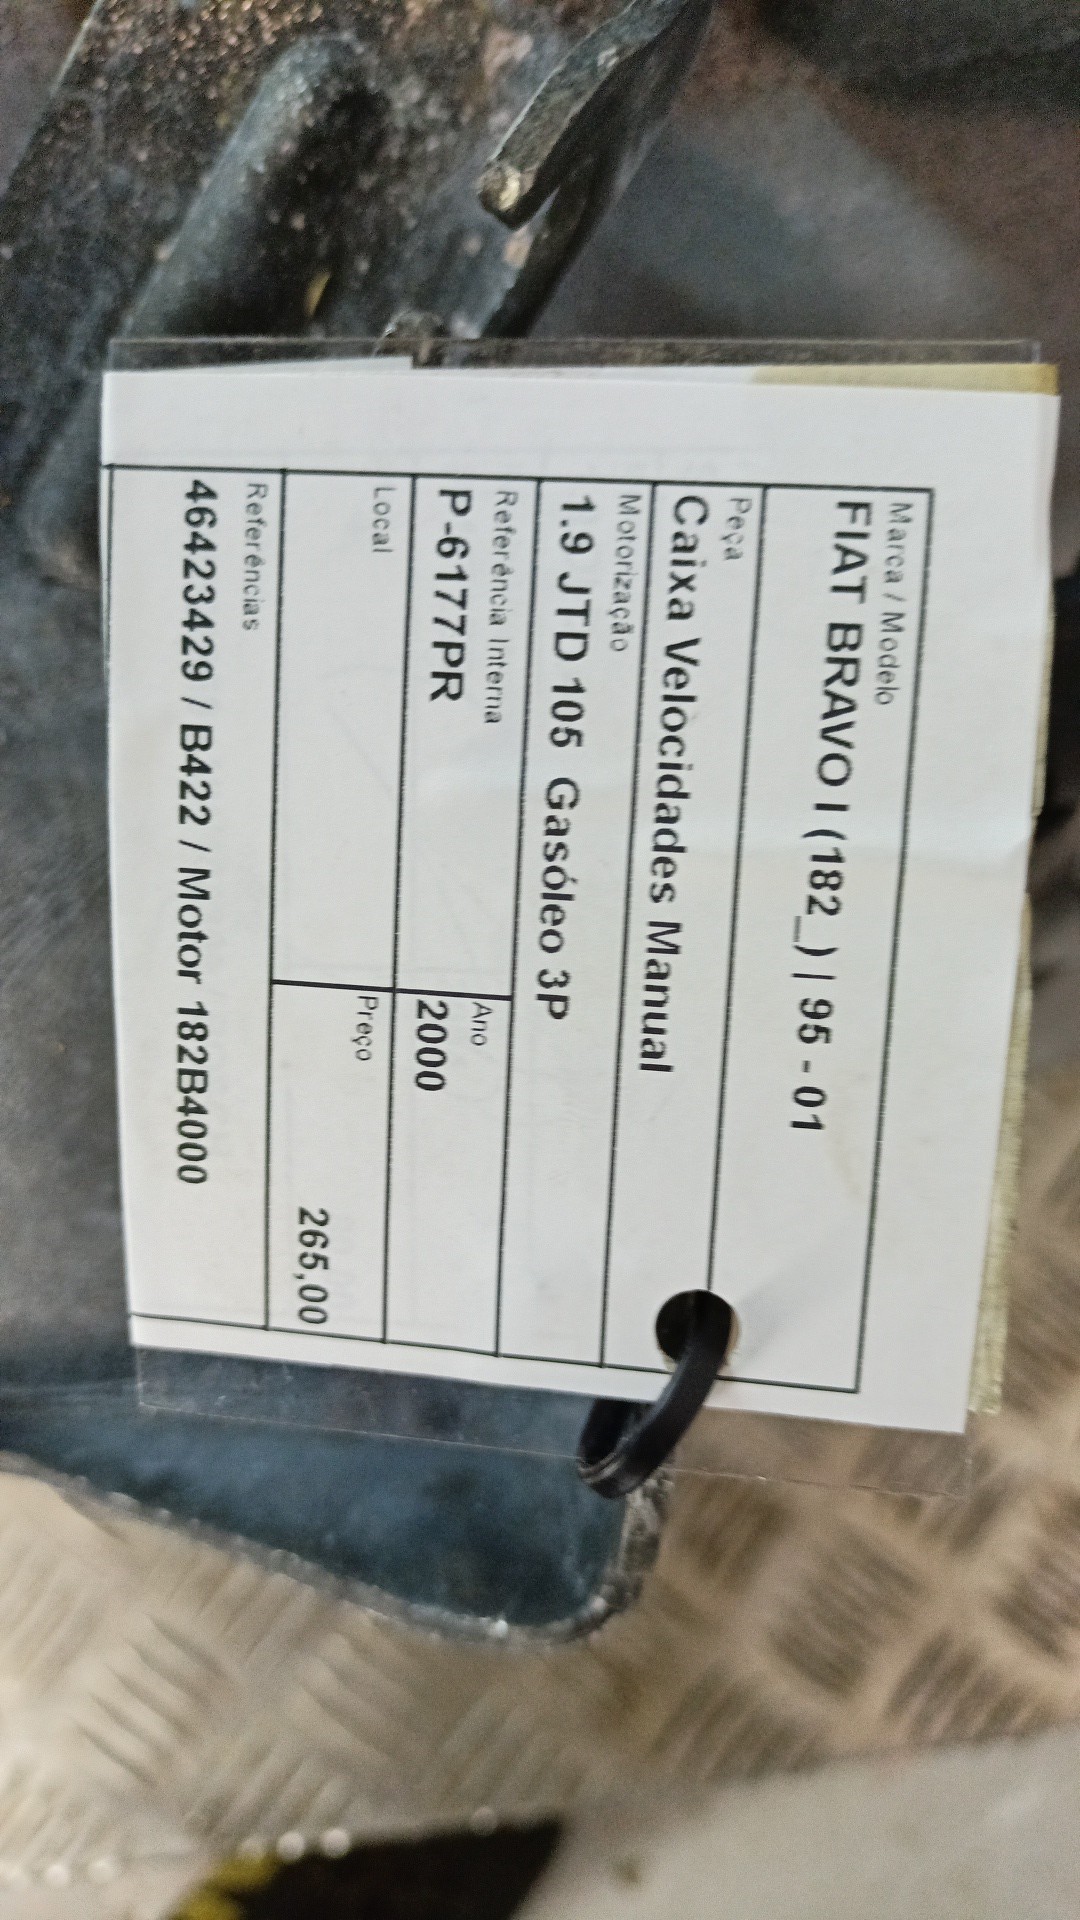 Marca / Modelo
FIAT BRAVO I (182_) | 95 - 01
Peça
Caixa Velocidades Manual
Motorização
1.9 JTD 105 Gasóleo 3P
Referência Interna
P-6177PR
Ano
2000
Local
Preço
265,00
Referências
46423429 / B422 / Motor 182B4000